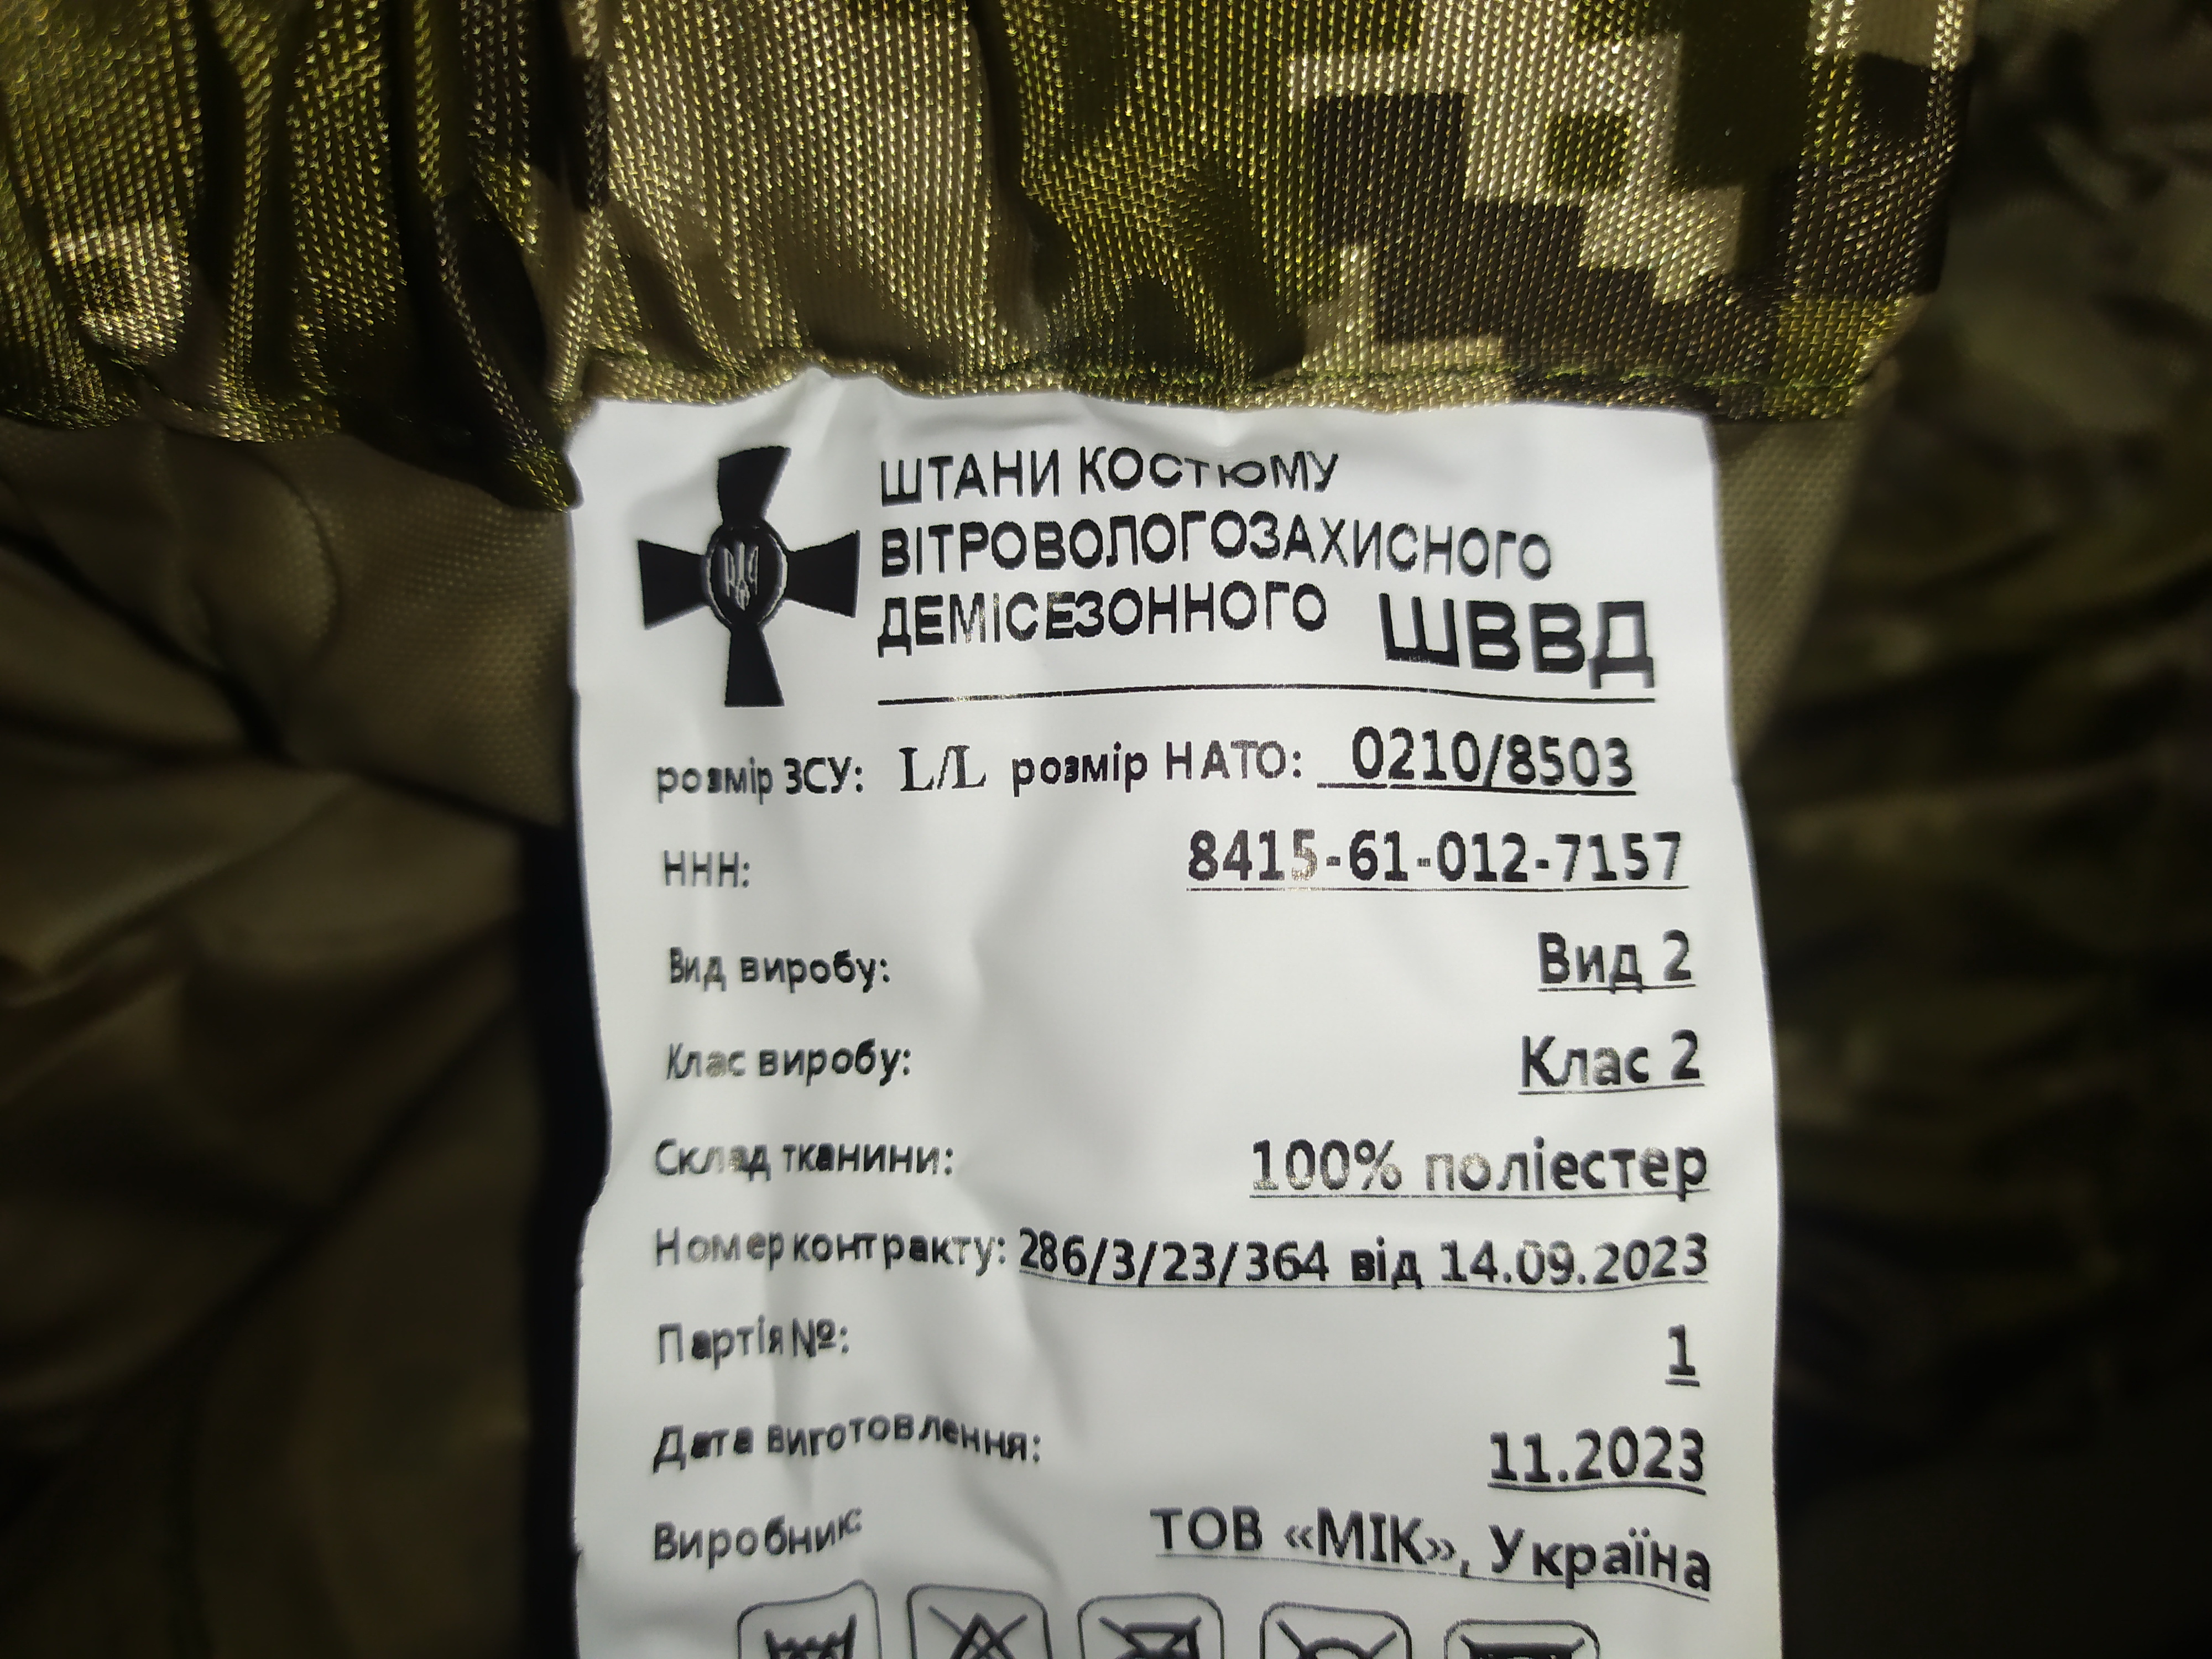 ШТАНИ КОСТЮМУ
ВІТРОВОЛОГОЗАХИСНОГО
ДЕМІСЕЗОННОГО ШВВД
розмір ЗСУ: L/L розмір НАТО: 0210/8503
ННН: 8415-61-012-7157
Вид виробу: Вид 2
Клас виробу: Клас 2
Склад тканини: 100% поліестер
Номер контракту: 286/3/23/364 від 14.09.2023
Партія №: 1
Дата виготовлення: 11.2023
Виробник: ТОВ «МІК», Україна